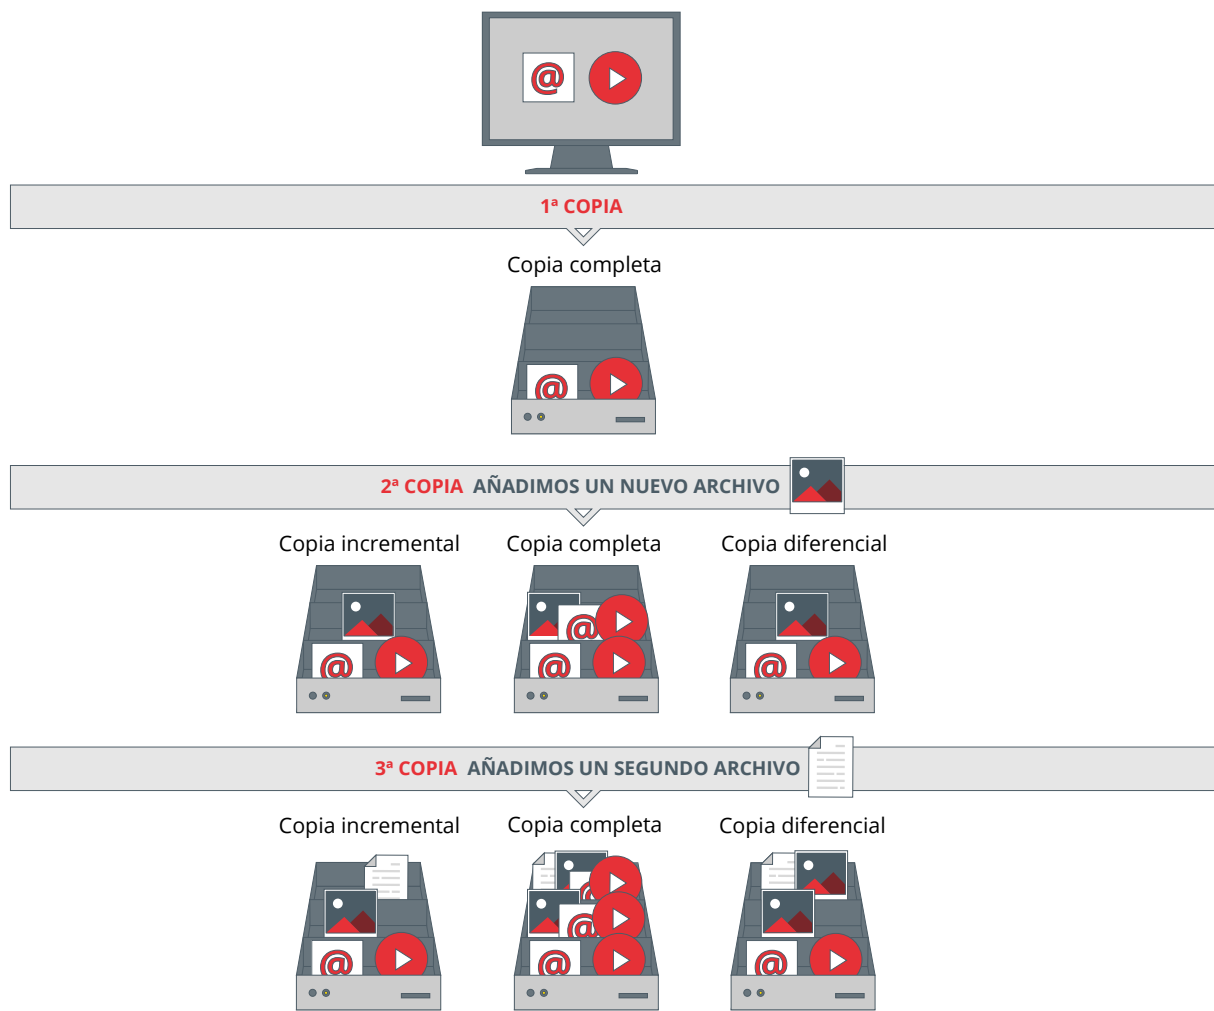 @
1ª COPIA
Copia completa
@
2ª COPIA AÑADIMOS UN NUEVO ARCHIVO
Copia incremental Copia completa Copia diferencial
@
@ @ @
3ª COPIA AÑADIMOS UN SEGUNDO ARCHIVO
Copia incremental Copia completa Copia diferencial
@
@
@ @ @